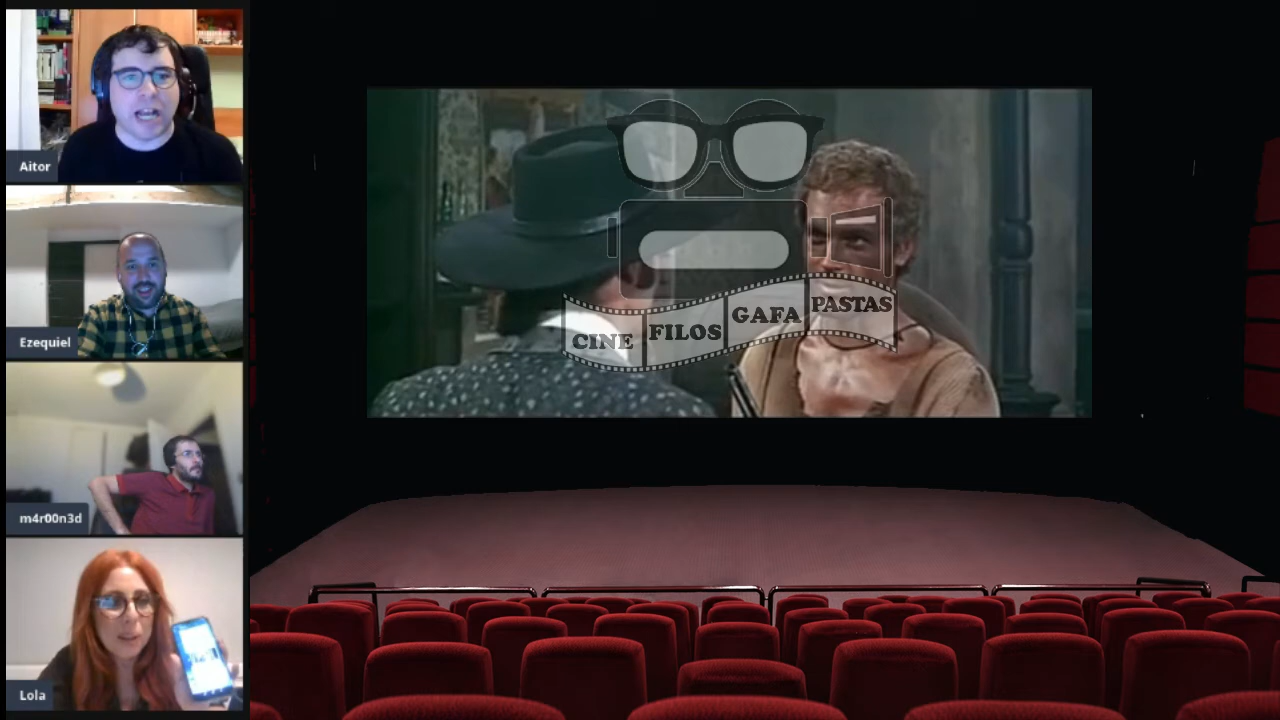 Aitor
Ezequiel
m4r00n3d
Lola
CINE FILOS GAFA PASTAS